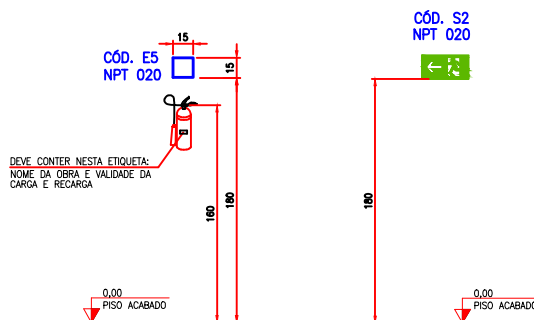 15
CÓD. E5
NPT 020
15
DEVE CONTER NESTA ETIQUETA:
NOME DA OBRA E VALIDADE DA
CARGA E RECARGA
160
180
0,00
PISO ACABADO
CÓD. S2
NPT 020
180
0,00
PISO ACABADO